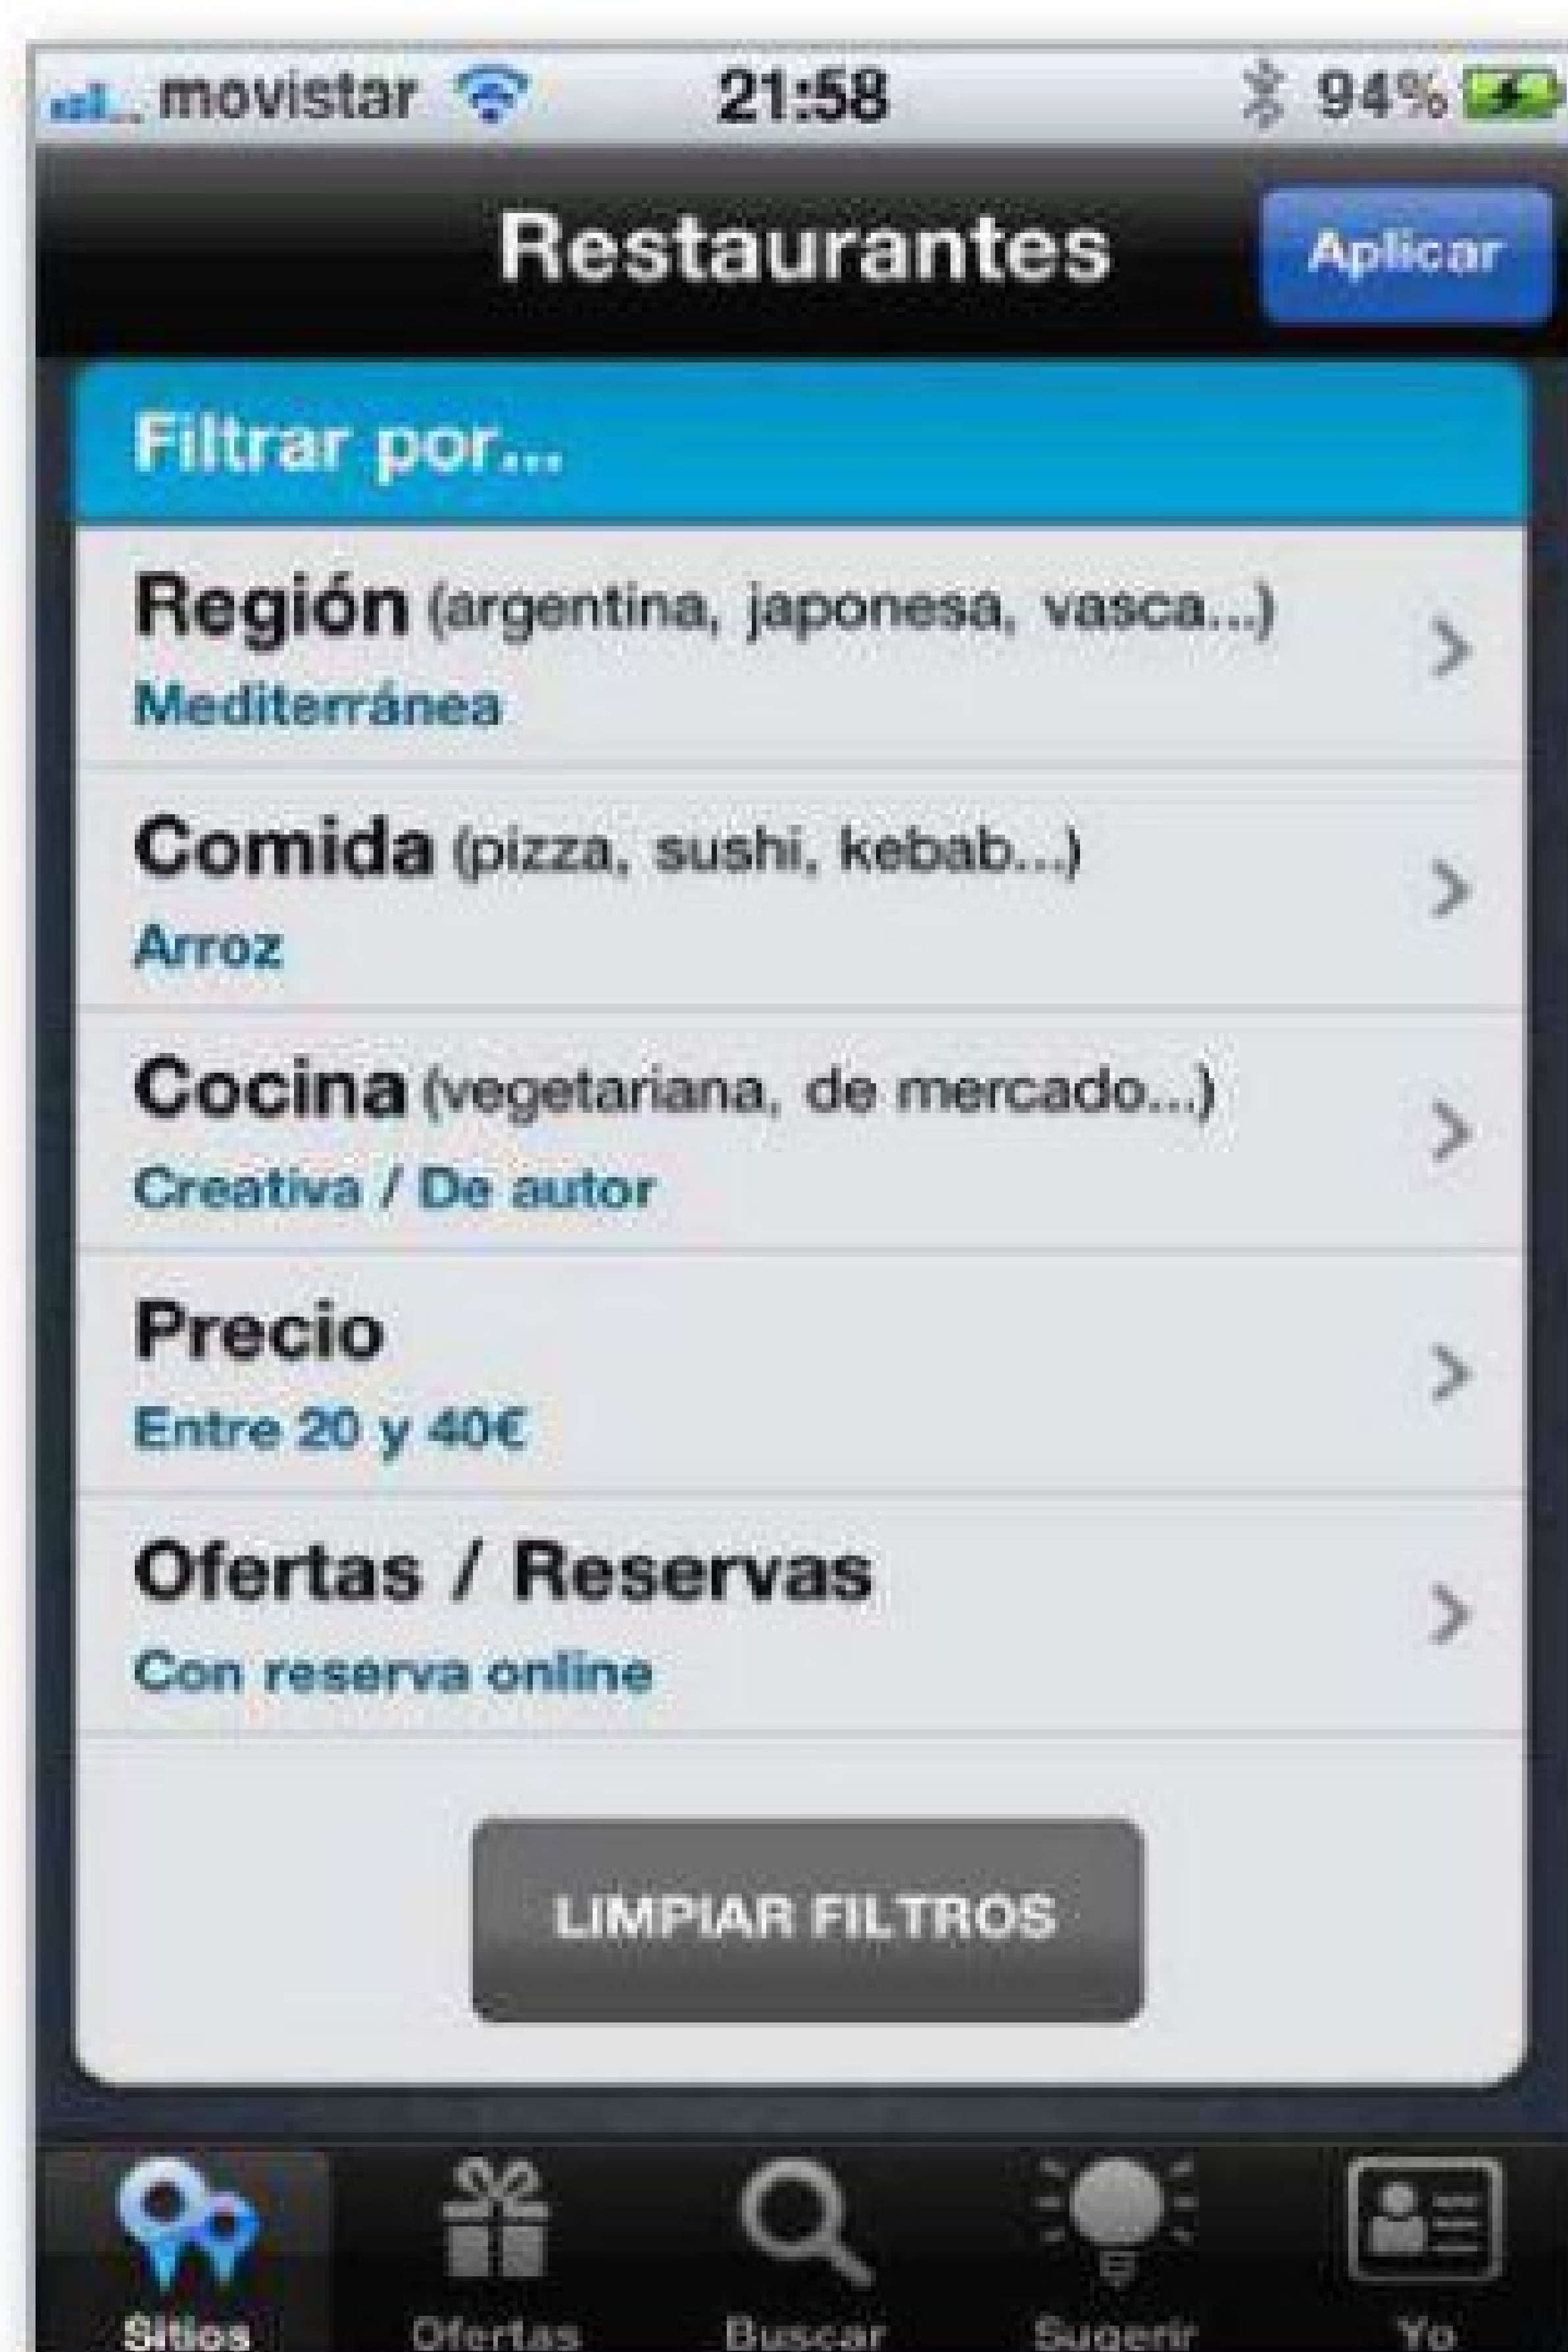 movistar 21:58 94%
Restaurantes Aplicar
Filtrar por...
Región (argentina, japonesa, vasca...)
Mediterránea
Comida (pizza, sushi, kebab...)
Arroz
Cocina (vegetariana, de mercado...)
Creativa / De autor
Precio
Entre 20 y 40€
Ofertas / Reservas
Con reserva online
LIMPIAR FILTROS
Sitios Ofertas Buscar Sugerir Yo